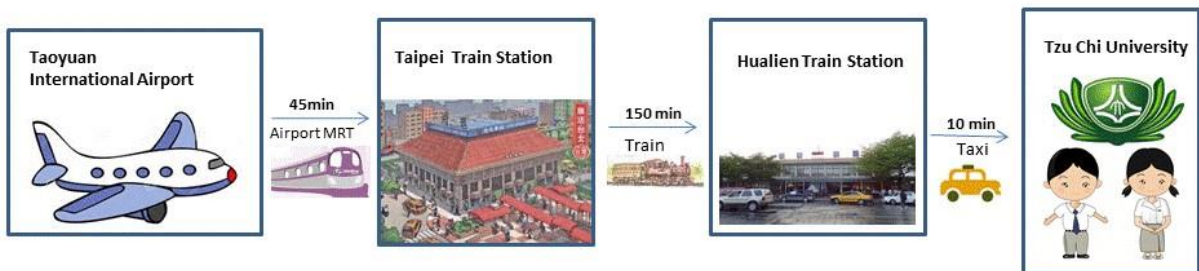 Taoyuan
International Airport
45min
Airport MRT
Taipei Train Station
150 min
Train
Hualien Train Station
10 min
Taxi
Tzu Chi University